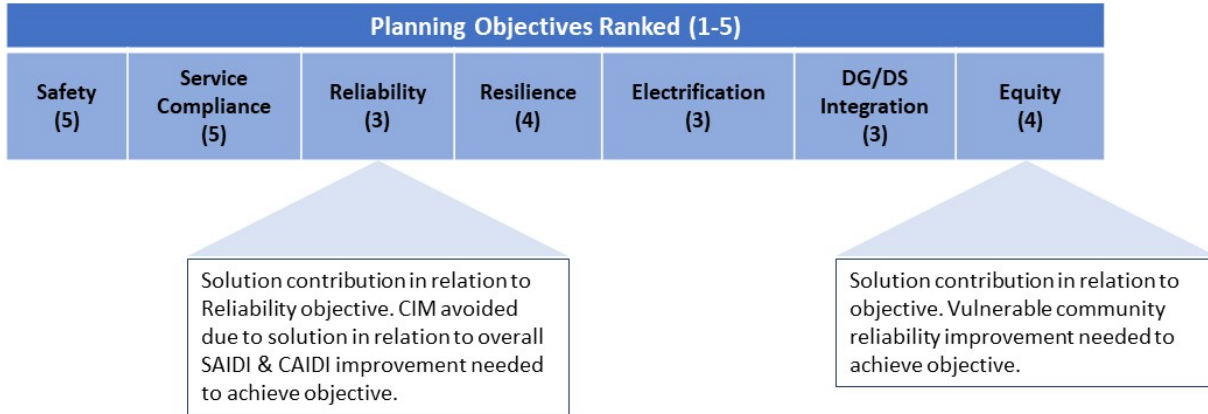 Planning Objectives Ranked (1-5)
Safety
(5)
Service
Compliance
(5)
Reliability
(3)
Resilience
(4)
Electrification
(3)
DG/DS
Integration
(3)
Equity
(4)
Solution contribution in relation to
Reliability objective. CIM avoided
due to solution in relation to overall
SAIDI & CAIDI improvement needed
to achieve objective.
Solution contribution in relation to
objective. Vulnerable community
reliability improvement needed to
achieve objective.